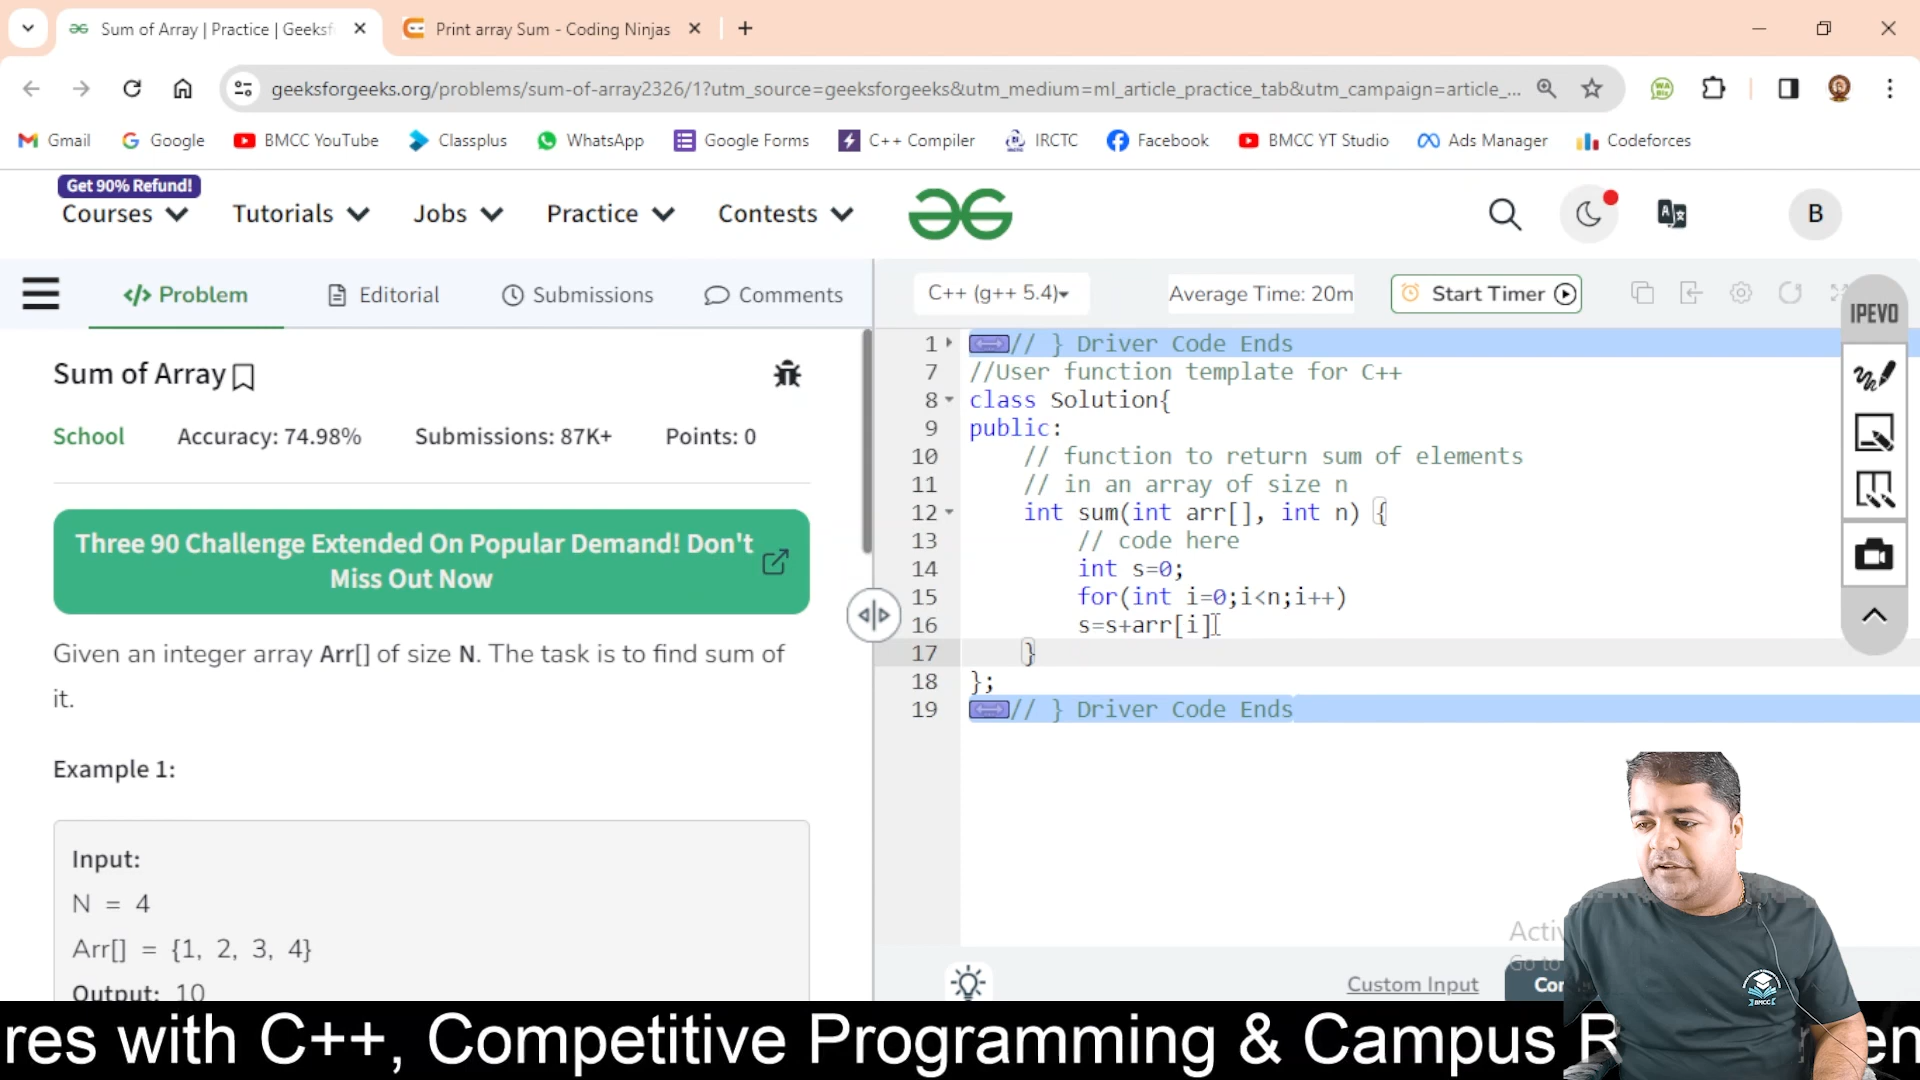 Sum of Array | Practice | Geeksf
Print array Sum - Coding Ninjas
geeksforgeeks.org/problems/sum-of-array2326/1?utm_source=geeksforgeeks&utm_medium=ml_article_practice_tab&utm_campaign=article_...
Gmail Google BMCC YouTube Classplus WhatsApp Google Forms C++ Compiler IRCTC Facebook BMCC YT Studio Ads Manager Codeforces
Get 90% Refund!
Courses Tutorials Jobs Practice Contests B
Problem Editorial Submissions Comments
C++ (g++ 5.4) Average Time: 20m Start Timer
IPEVO
Sum of Array
School Accuracy: 74.98% Submissions: 87K+ Points: 0
Three 90 Challenge Extended On Popular Demand! Don't
Miss Out Now
Given an integer array Arr[] of size N. The task is to find sum of
it.
Example 1:
Input:
N = 4
Arr[] = {1, 2, 3, 4}
Output: 10
1 // } Driver Code Ends
7 //User function template for C++
8 class Solution{
9 public:
10 // function to return sum of elements
11 // in an array of size n
12 int sum(int arr[], int n) {
13 // code here
14 int s=0;
15 for(int i=0;i<n;i++)
16 s=s+arr[i]
17 }
18 };
19 // } Driver Code Ends
Activ
Go to
Custom Input Com
BMCC
res with C++, Competitive Programming & Campus R en